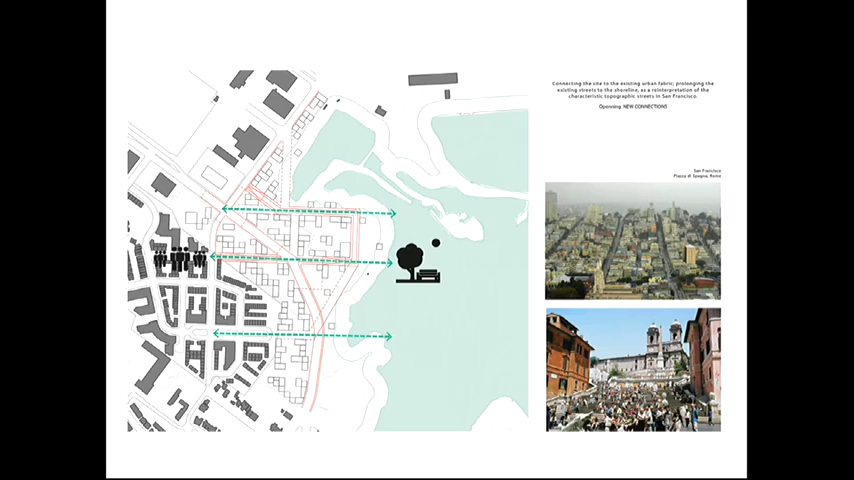 Connecting the site to the existing urban fabric; prolonging the
existing streets to the shoreline, as a reinterpretation of the
characteristic topographic streets in San Francisco.
Openning NEW CONNECTIONS
San Francisco
Piazza di Spagna, Rome